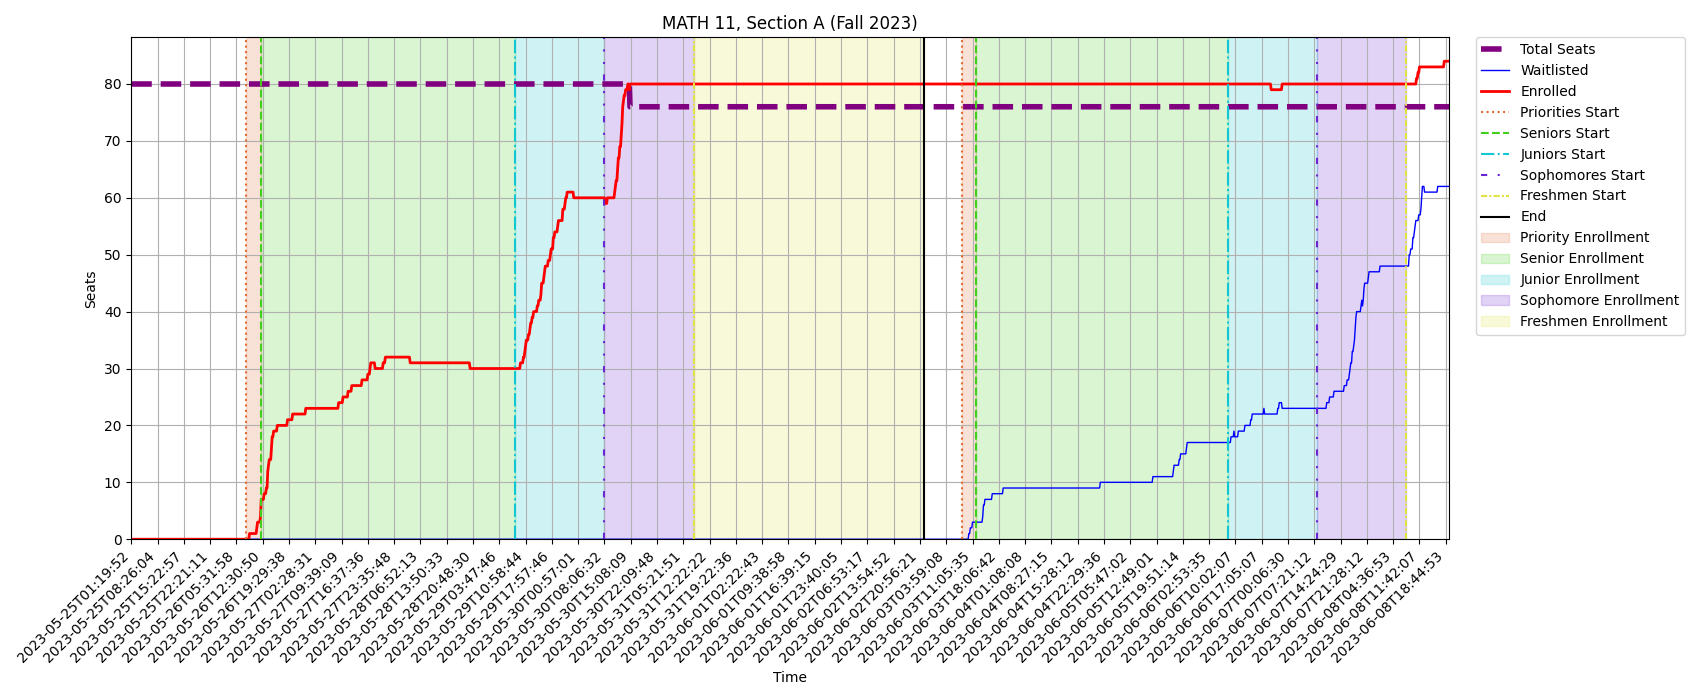 MATH 11, Section A (Fall 2023)
Total Seats
Waitlisted
Enrolled
Priorities Start
Seniors Start
Juniors Start
Sophomores Start
Freshmen Start
End
Priority Enrollment
Senior Enrollment
Junior Enrollment
Sophomore Enrollment
Freshmen Enrollment
Seats
80
70
60
50
40
30
20
10
0
2023-05-25T01:19:52
2023-05-25T08:26:04
2023-05-25T15:22:57
2023-05-25T22:21:11
2023-05-26T05:31:58
2023-05-26T12:30:50
2023-05-26T19:29:38
2023-05-27T02:28:31
2023-05-27T09:39:09
2023-05-27T16:37:36
2023-05-27T23:35:48
2023-05-28T06:52:13
2023-05-28T13:50:33
2023-05-28T20:48:30
2023-05-29T03:47:46
2023-05-29T10:58:44
2023-05-29T17:57:46
2023-05-30T00:57:01
2023-05-30T08:06:32
2023-05-30T15:08:09
2023-05-30T22:09:48
2023-05-31T05:21:51
2023-05-31T12:22:22
2023-05-31T19:22:36
2023-06-01T02:22:43
2023-06-01T09:38:58
2023-06-01T16:39:15
2023-06-01T23:40:05
2023-06-02T06:53:17
2023-06-02T13:54:52
2023-06-02T20:56:21
2023-06-03T03:59:08
2023-06-03T11:05:35
2023-06-03T18:06:42
2023-06-04T01:08:08
2023-06-04T08:27:15
2023-06-04T15:28:12
2023-06-04T22:29:36
2023-06-05T05:47:02
2023-06-05T12:49:01
2023-06-05T19:51:14
2023-06-06T02:53:35
2023-06-06T10:02:07
2023-06-06T17:05:07
2023-06-07T00:06:30
2023-06-07T07:21:12
2023-06-07T14:24:29
2023-06-07T21:28:12
2023-06-08T04:36:53
2023-06-08T11:42:07
2023-06-08T18:44:53
Time